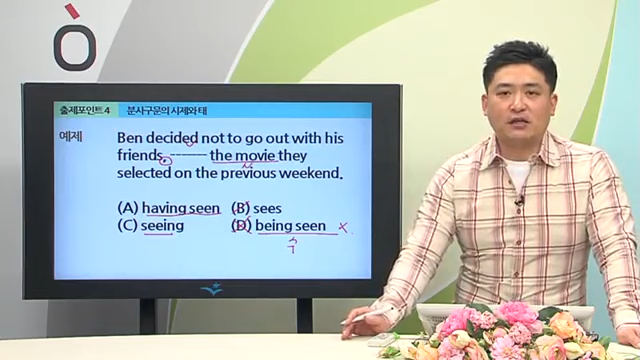 출제포인트 4 분사구문의 시제와 태
예제
Ben decided not to go out with his
friends, ------- the movie they
selected on the previous weekend.
(A) having seen (B) sees
(C) seeing (D) being seen